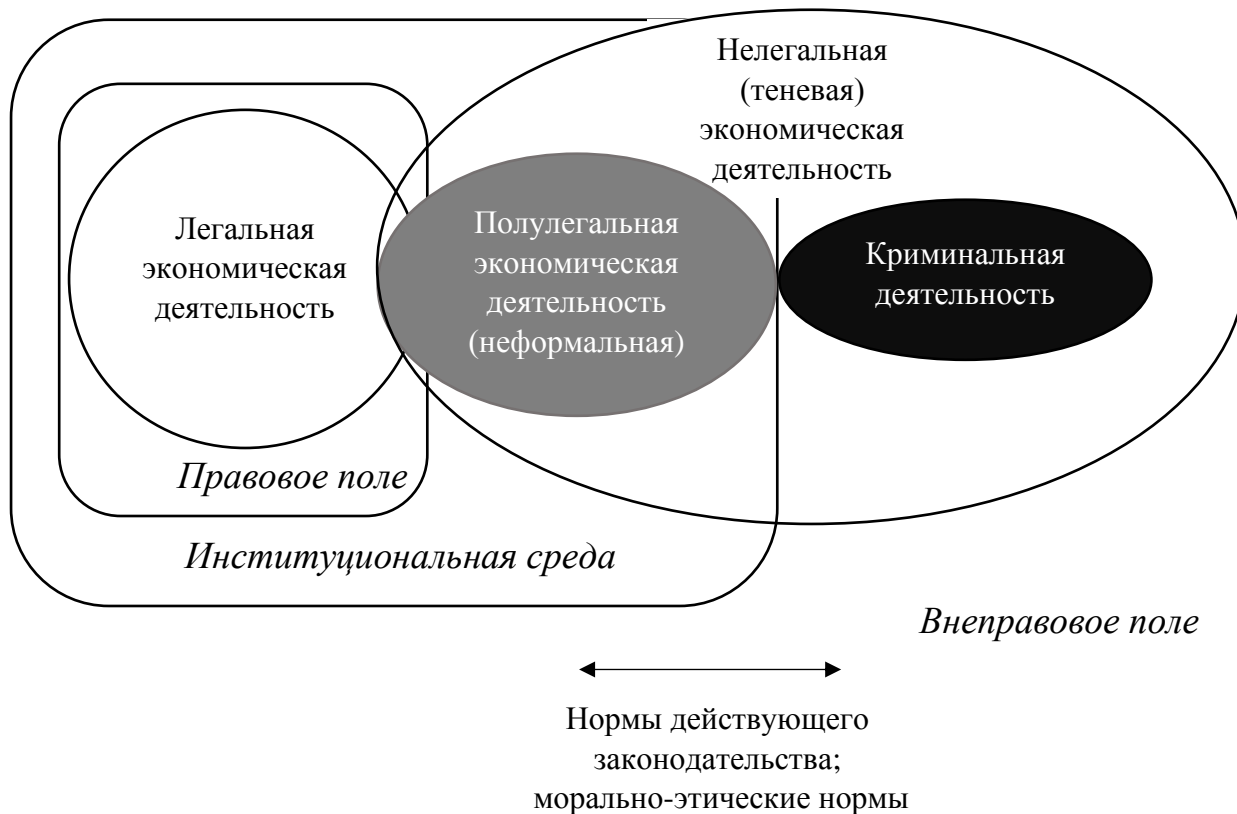 Нелегальная
(теневая)
экономическая
деятельность
Легальная
экономическая
деятельность
Полулегальная
экономическая
деятельность
(неформальная)
Криминальная
деятельность
Правовое поле
Институциональная среда
Внеправовое поле
Нормы действующего
законодательства;
морально-этические нормы